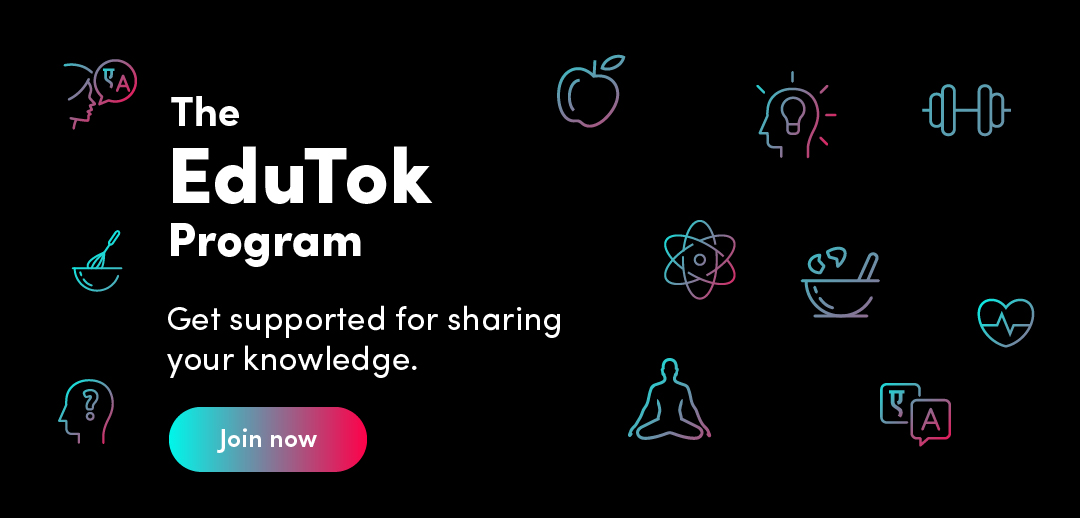 The
EduTok
Program
Get supported for sharing
your knowledge.
Join now
ए A
ए
A
?